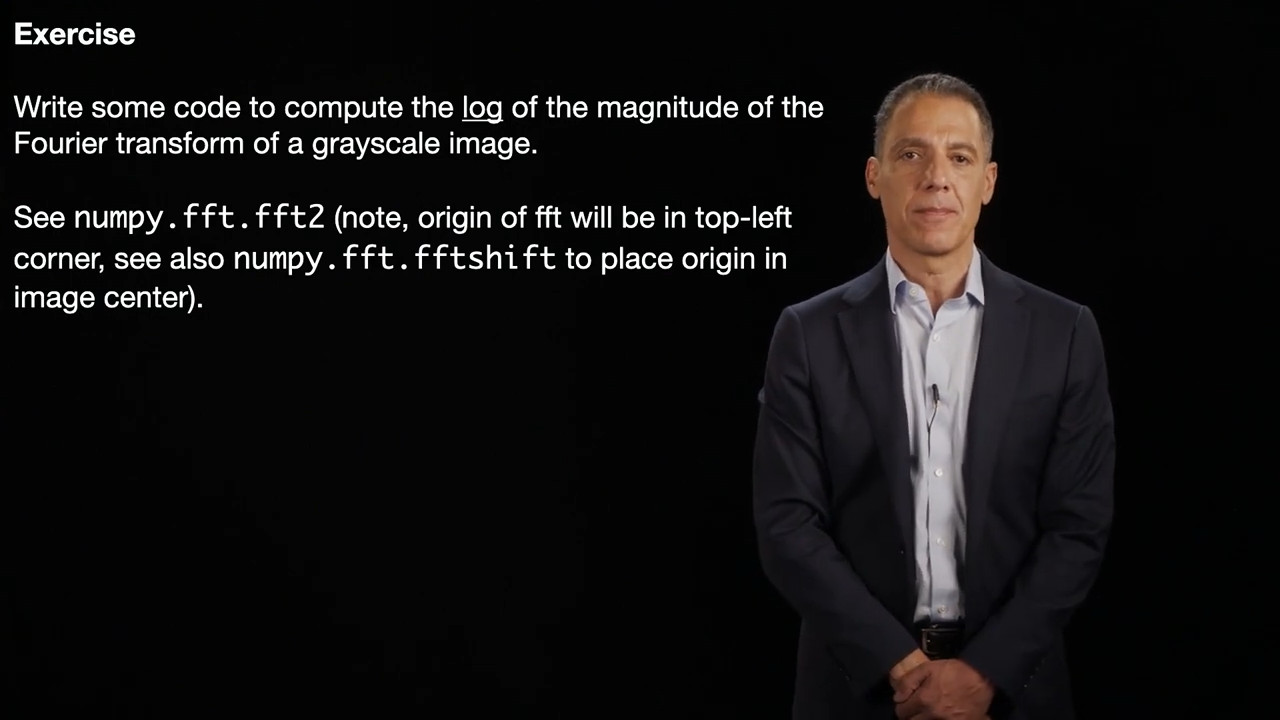 Exercise
Write some code to compute the log of the magnitude of the
Fourier transform of a grayscale image.
See numpy.fft.fft2 (note, origin of fft will be in top-left
corner, see also numpy.fft.fftshift to place origin in
image center).